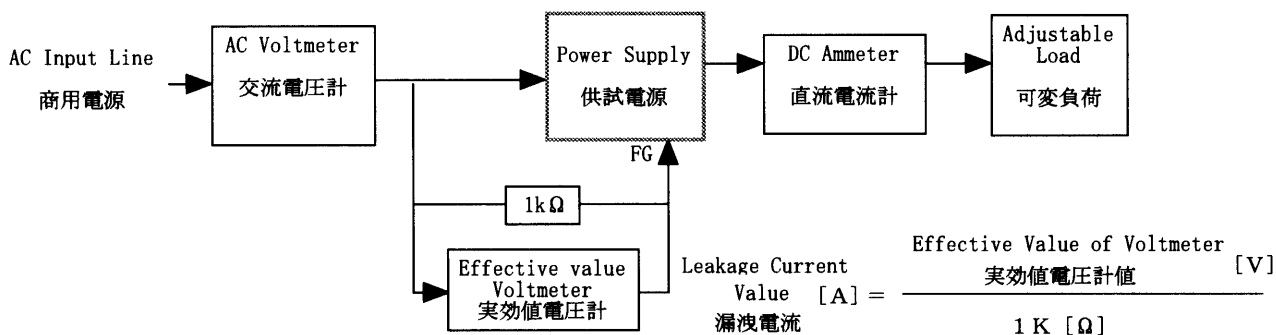 AC Input Line
商用電源
AC Voltmeter
交流電圧計
Power Supply
供試電源
DC Ammeter
直流電流計
Adjustable
Load
可変負荷
FG
1kΩ
Effective value
Voltmeter
実効値電圧計
Leakage Current
Value [A] =
漏洩電流
Effective Value of Voltmeter
実効値電圧計値 [V]
1 K [Ω]